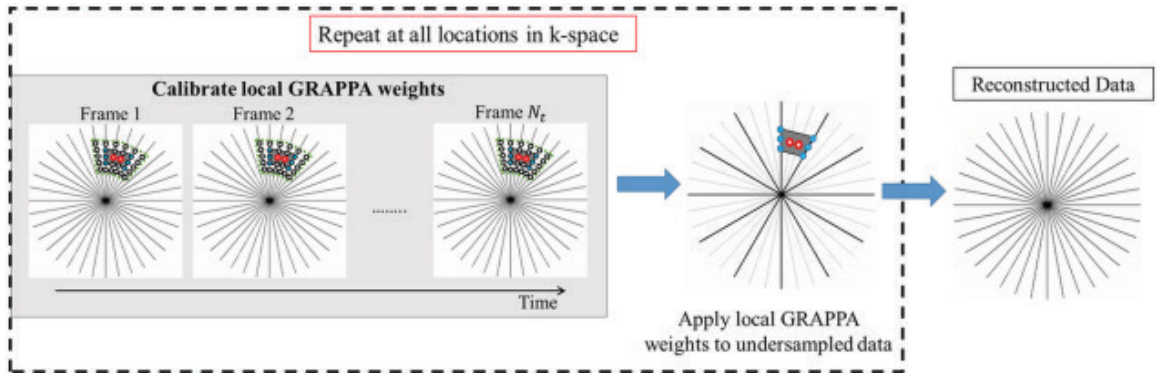 Repeat at all locations in k-space
Calibrate local GRAPPA weights
Frame 1
Frame 2
Frame Nₜ
........
Time
Apply local GRAPPA
weights to undersampled data
Reconstructed Data